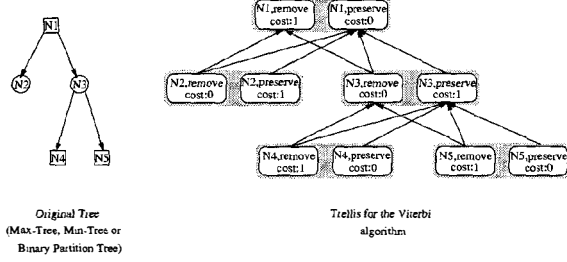 N1
N2
N3
N4
N5
Original Tree
(Max-Tree, Min-Tree or
Binary Partition Tree)
N1,remove
cost:1
N1,preserve
cost:0
N2,remove
cost:0
N2,preserve
cost:1
N3,remove
cost:0
N3,preserve
cost:1
N4,remove
cost:1
N4,preserve
cost:0
N5,remove
cost:1
N5,preserve
cost:0
Trellis for the Viterbi
algorithm